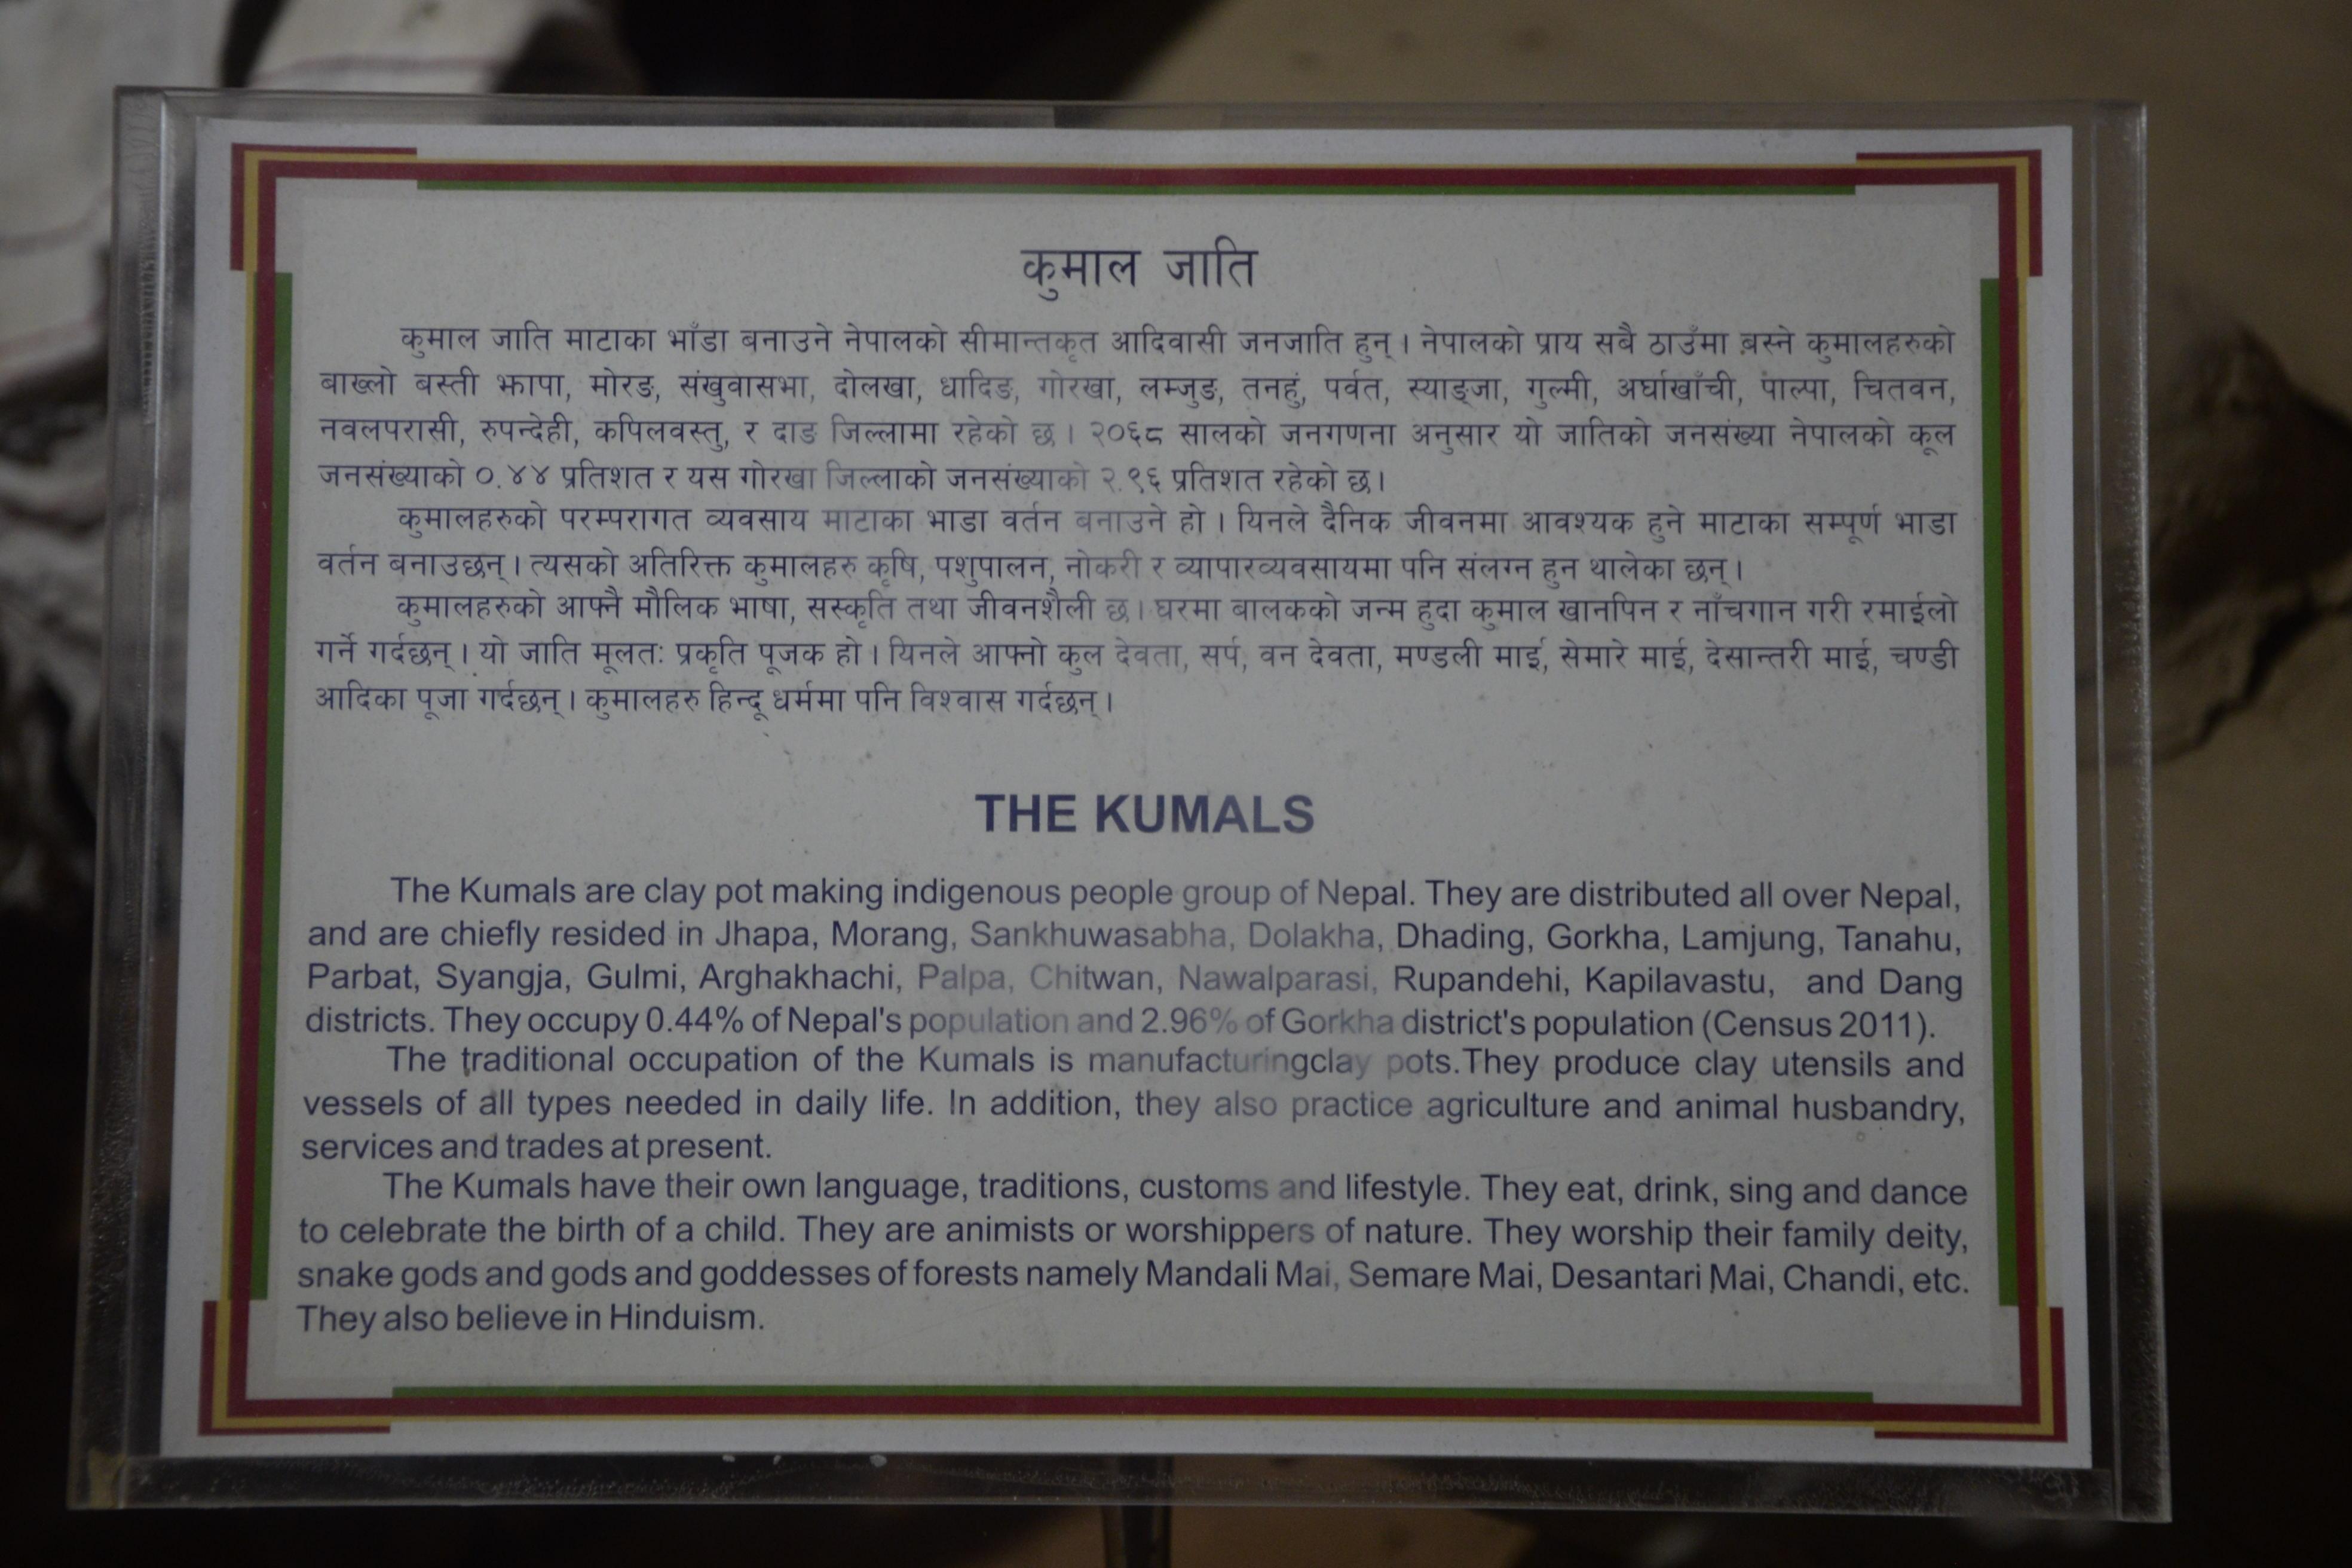 कुमाल जाति
कुमाल जाति माटाका भाँडा बनाउने नेपालको सीमान्तकृत आदिवासी जनजाति हुन् । नेपालको प्राय सबै ठाउँमा बस्ने कुमालहरुको
बाख्लो बस्ती झापा, मोरङ, संखुवासभा, दोलखा, धादिङ, गोरखा, लम्जुङ, तनहुं, पर्वत, स्याङ्जा, गुल्मी, अर्घाखाँची, पाल्पा, चितवन,
नवलपरासी, रुपन्देही, कपिलवस्तु, र दाङ जिल्लामा रहेको छ । २०६८ सालको जनगणना अनुसार यो जातिको जनसंख्या नेपालको कूल
जनसंख्याको ०.४४ प्रतिशत र यस गोरखा जिल्लाको जनसंख्याको २.९६ प्रतिशत रहेको छ ।
कुमालहरुको परम्परागत व्यवसाय माटाका भाडा वर्तन बनाउने हो । यिनले दैनिक जीवनमा आवश्यक हुने माटाका सम्पूर्ण भाडा
वर्तन बनाउछन् । त्यसको अतिरिक्त कुमालहरु कृषि, पशुपालन, नोकरी र व्यापारव्यवसायमा पनि संलग्न हुन थालेका छन् ।
कुमालहरुको आफ्नै मौलिक भाषा, सस्कृति तथा जीवनशैली छ । घरमा बालकको जन्म हुदा कुमाल खानपिन र नाँचगान गरी रमाईलो
गर्ने गर्दछन् । यो जाति मूलतः प्रकृति पूजक हो । यिनले आफ्नो कुल देवता, सर्प, वन देवता, मण्डली माई, सेमारे माई, देसान्तरी माई, चण्डी
आदिका पूजा गर्दछन् । कुमालहरु हिन्दू धर्ममा पनि विश्वास गर्दछन् ।
THE KUMALS
The Kumals are clay pot making indigenous people group of Nepal. They are distributed all over Nepal,
and are chiefly resided in Jhapa, Morang, Sankhuwasabha, Dolakha, Dhading, Gorkha, Lamjung, Tanahu,
Parbat, Syangja, Gulmi, Arghakhachi, Palpa, Chitwan, Nawalparasi, Rupandehi, Kapilavastu, and Dang
districts. They occupy 0.44% of Nepal's population and 2.96% of Gorkha district's population (Census 2011).
The traditional occupation of the Kumals is manufacturingclay pots.They produce clay utensils and
vessels of all types needed in daily life. In addition, they also practice agriculture and animal husbandry,
services and trades at present.
The Kumals have their own language, traditions, customs and lifestyle. They eat, drink, sing and dance
to celebrate the birth of a child. They are animists or worshippers of nature. They worship their family deity,
snake gods and gods and goddesses of forests namely Mandali Mai, Semare Mai, Desantari Mai, Chandi, etc.
They also believe in Hinduism.